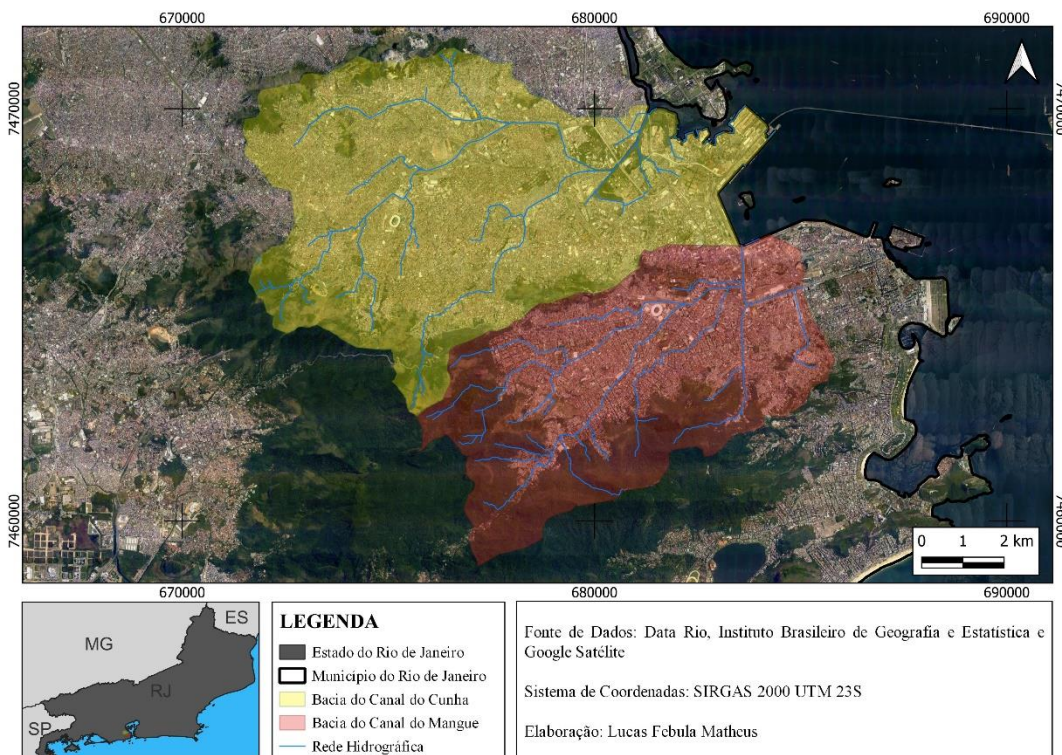 670000
680000
690000
7470000
7470000
7460000
7460000
0 1 2 km
670000
680000
690000
MG
ES
RJ
SP
LEGENDA
Estado do Rio de Janeiro
Município do Rio de Janeiro
Bacia do Canal do Cunha
Bacia do Canal do Mangue
Rede Hidrográfica
Fonte de Dados: Data Rio, Instituto Brasileiro de Geografia e Estatística e
Google Satélite
Sistema de Coordenadas: SIRGAS 2000 UTM 23S
Elaboração: Lucas Febula Matheus